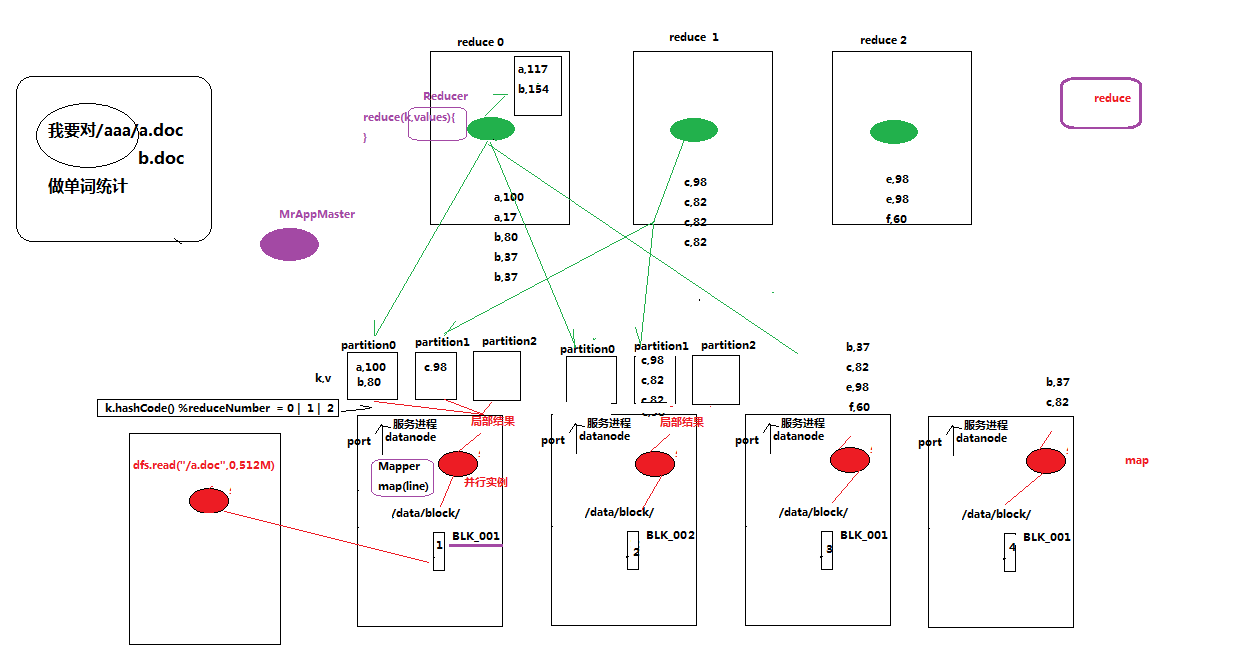 reduce 0
reduce 1
reduce 2
a,117
b,154
reduce
Reducer
reduce(k,values){
}
我要对/aaa/a.doc
b.doc
做单词统计
a,100
a,17
b,80
b,37
b,37
c,98
c,82
c,82
c,82
e,98
e,98
f,60
MrAppMaster
partition0
partition1
partition2
partition0
partition1
partition2
k,v
a,100
b,80
c.98
c,98
c,82
c,82
b,37
c,82
e,98
f,60
b,37
c,82
k.hashCode() %reduceNumber = 0 | 1 | 2
局部结果
局部结果
port
服务进程
datanode
port
服务进程
datanode
port
服务进程
datanode
port
服务进程
datanode
dfs.read("/a.doc",0,512M)
Mapper
map(line)
并行实例
map
/data/block/
/data/block/
/data/block/
/data/block/
1
BLK_001
2
BLK_002
3
BLK_001
4
BLK_001